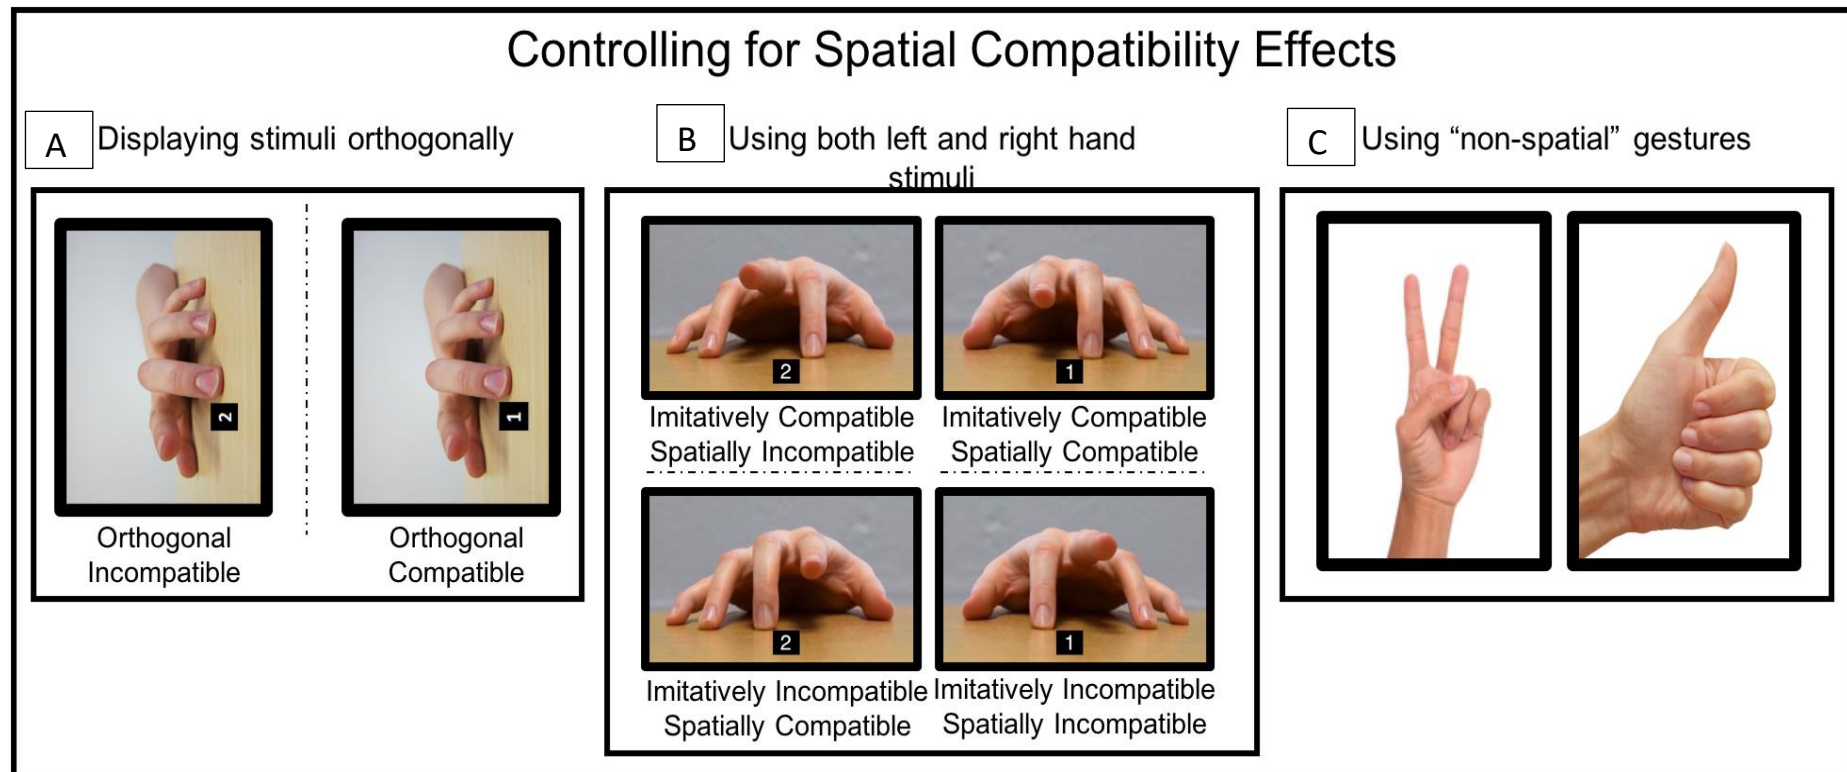 Controlling for Spatial Compatibility Effects
A Displaying stimuli orthogonally
2
1
Orthogonal
Incompatible
Orthogonal
Compatible
B Using both left and right hand
stimuli
2
1
Imitatively Compatible
Spatially Incompatible
Imitatively Compatible
Spatially Compatible
2
1
Imitatively Incompatible
Spatially Compatible
Imitatively Incompatible
Spatially Incompatible
C Using “non-spatial” gestures